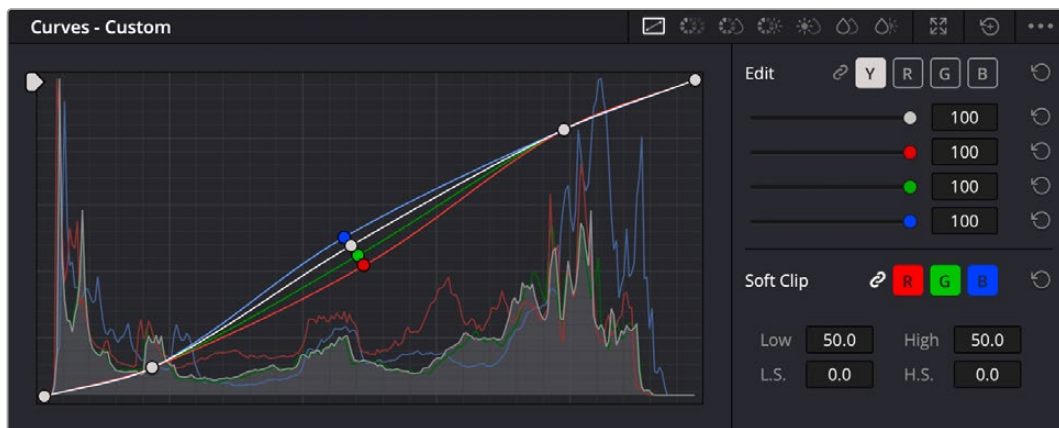 Curves - Custom
Edit Y R G B
100
100
100
100
Soft Clip R G B
Low 50.0 High 50.0
L.S. 0.0 H.S. 0.0